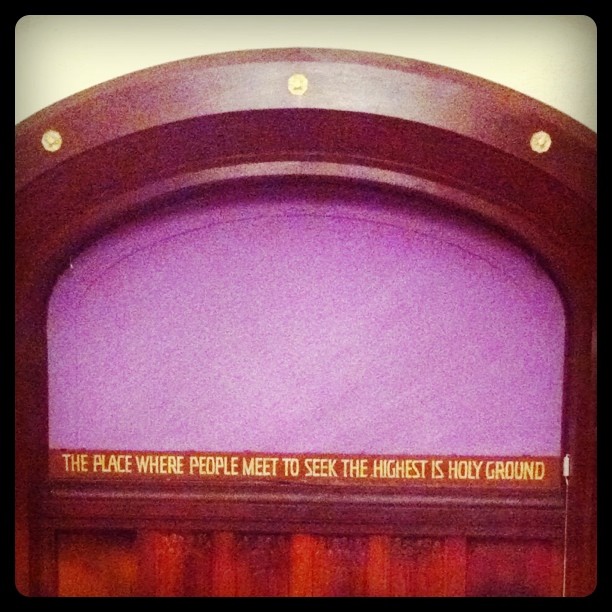 THE PLACE WHERE PEOPLE MEET TO SEEK THE HIGHEST IS HOLY GROUND